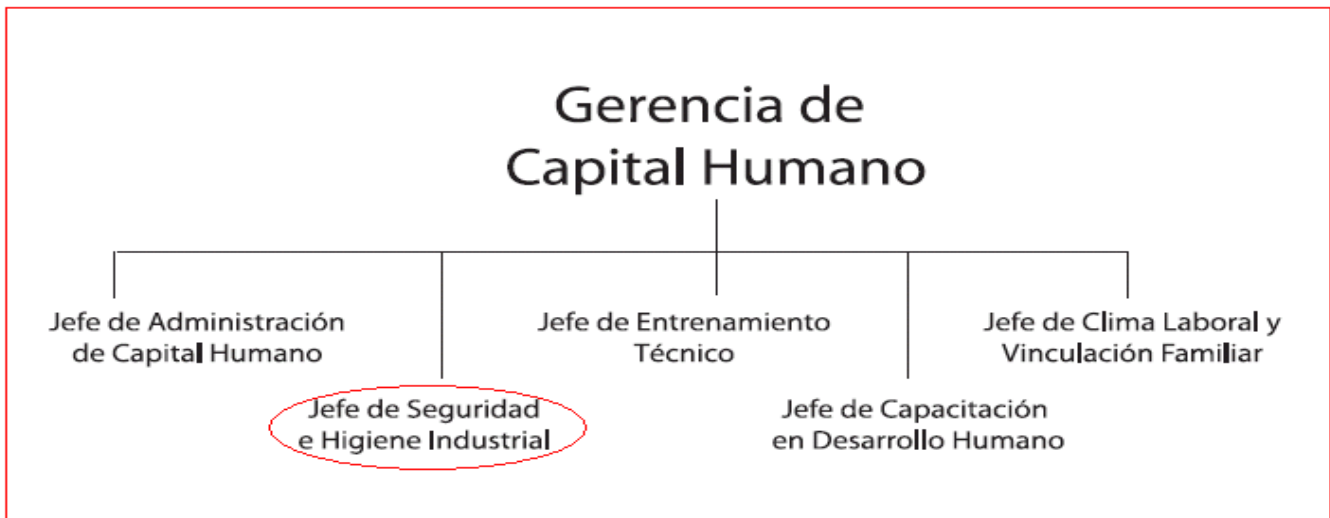 Gerencia de
Capital Humano
Jefe de Administración
de Capital Humano
Jefe de Entrenamiento
Técnico
Jefe de Clima Laboral y
Vinculación Familiar
Jefe de Seguridad
e Higiene Industrial
Jefe de Capacitación
en Desarrollo Humano